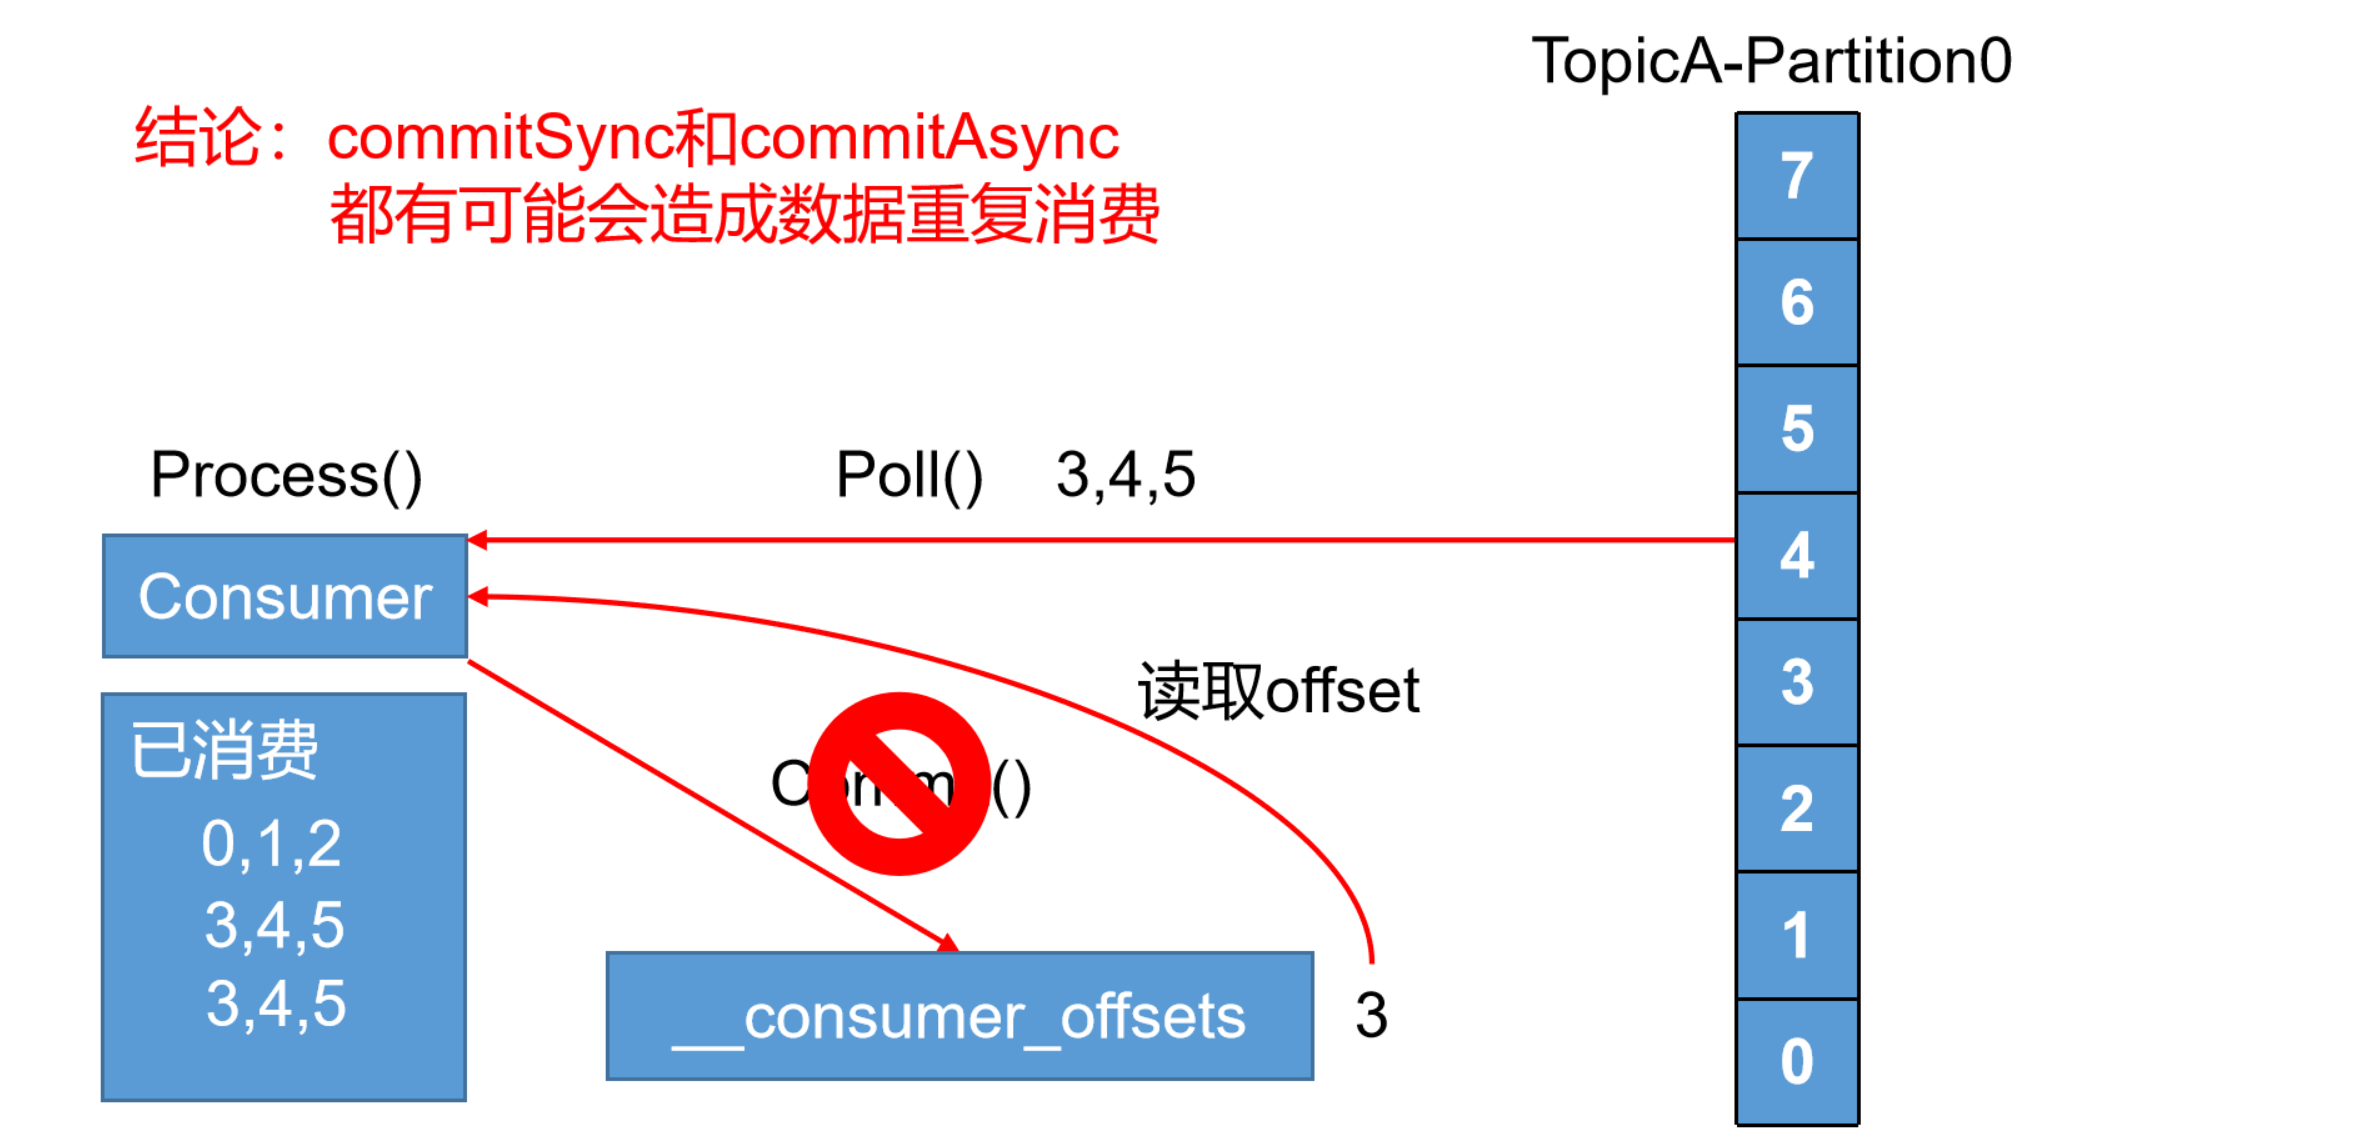 TopicA-Partition0
结论：commitSync和commitAsync
都有可能会造成数据重复消费
7
6
5
4
3
2
1
0
Process()
Poll() 3,4,5
Consumer
读取offset
已消费
0,1,2
3,4,5
3,4,5
__consumer_offsets
3